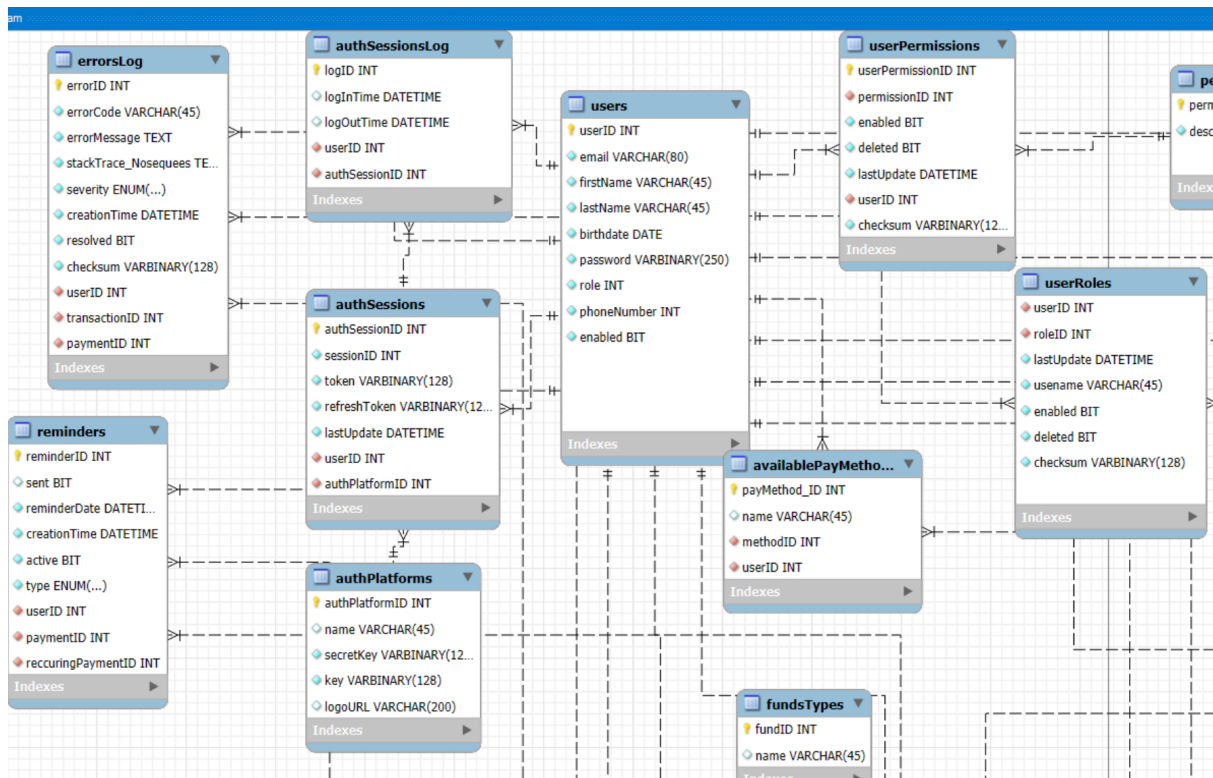 am
errorsLog
errorID INT
errorCode VARCHAR(45)
errorMessage TEXT
stackTrace_Nosequees TE...
severity ENUM(...)
creationTime DATETIME
resolved BIT
checksum VARBINARY(128)
userID INT
transactionID INT
paymentID INT
Indexes
authSessionsLog
logID INT
logInTime DATETIME
logOutTime DATETIME
userID INT
authSessionID INT
Indexes
users
userID INT
email VARCHAR(80)
firstName VARCHAR(45)
lastName VARCHAR(45)
birthdate DATE
password VARBINARY(250)
role INT
phoneNumber INT
enabled BIT
Indexes
userPermissions
userPermissionID INT
permissionID INT
enabled BIT
deleted BIT
lastUpdate DATETIME
userID INT
checksum VARBINARY(12...
Indexes
pe
perm
desc
Index
authSessions
authSessionID INT
sessionID INT
token VARBINARY(128)
refreshToken VARBINARY(12...
lastUpdate DATETIME
userID INT
authPlatformID INT
Indexes
userRoles
userID INT
roleID INT
lastUpdate DATETIME
usename VARCHAR(45)
enabled BIT
deleted BIT
checksum VARBINARY(128)
Indexes
reminders
reminderID INT
sent BIT
reminderDate DATETI...
creationTime DATETIME
active BIT
type ENUM(...)
userID INT
paymentID INT
reccuringPaymentID INT
Indexes
availablePayMetho...
payMethod_ID INT
name VARCHAR(45)
methodID INT
userID INT
Indexes
authPlatforms
authPlatformID INT
name VARCHAR(45)
secretKey VARBINARY(12...
key VARBINARY(128)
logoURL VARCHAR(200)
Indexes
fundsTypes
fundID INT
name VARCHAR(45)
Indexes